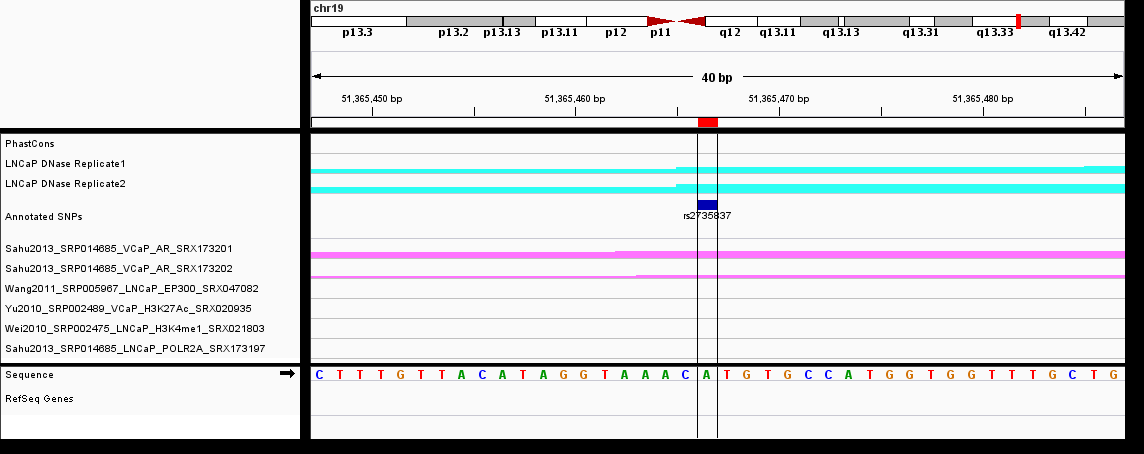 chr19
p13.3 p13.2 p13.13 p13.11 p12 p11 q12 q13.11 q13.13 q13.31 q13.33 q13.42
40 bp
51,365,450 bp 51,365,460 bp 51,365,470 bp 51,365,480 bp
PhastCons
LNCaP DNase Replicate1
LNCaP DNase Replicate2
Annotated SNPs
rs2735837
Sahu2013_SRP014685_VCaP_AR_SRX173201
Sahu2013_SRP014685_VCaP_AR_SRX173202
Wang2011_SRP005967_LNCaP_EP300_SRX047082
Yu2010_SRP002489_VCaP_H3K27Ac_SRX020935
Wei2010_SRP002475_LNCaP_H3K4me1_SRX021803
Sahu2013_SRP014685_LNCaP_POLR2A_SRX173197
Sequence C T T T G T T A C A T A G G T A A A C A T G T G C C A T G G T G G T T T G C T G
RefSeq Genes